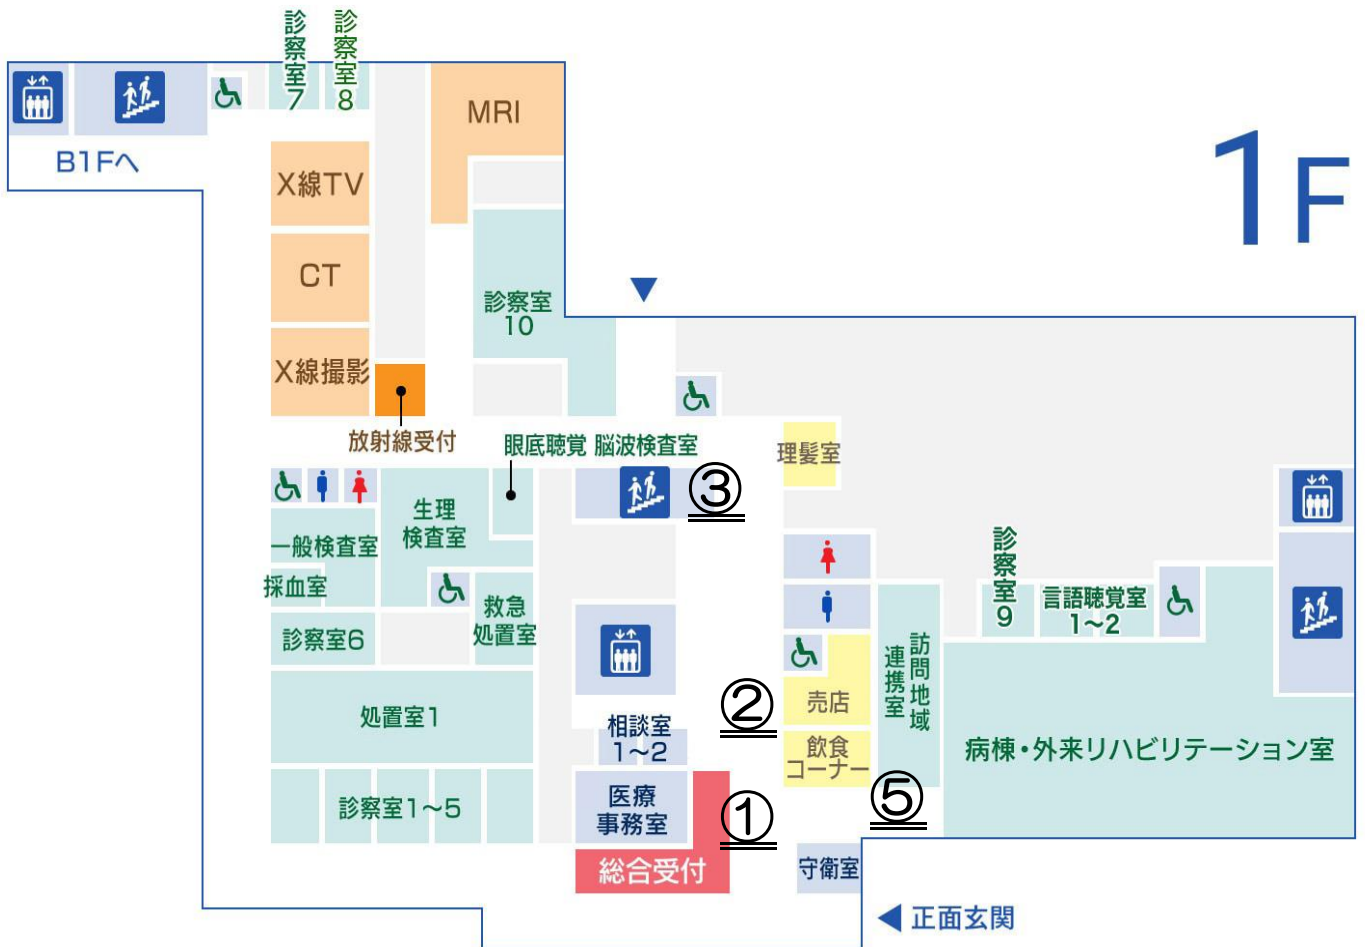 診察室7
診察室8
1F
B1Fへ
MRI
X線TV
CT
診察室
10
X線撮影
放射線受付
眼底聴覚 脳波検査室
理髪室
③
生理
検査室
一般検査室
採血室
救急
処置室
診察室6
診察室9
言語聴覚室
1～2
訪問地域
連携室
処置室1
相談室
1～2
②
売店
飲食
コーナー
病棟・外来リハビリテーション室
診察室1～5
医療
事務室
①
⑤
総合受付
守衛室
正面玄関